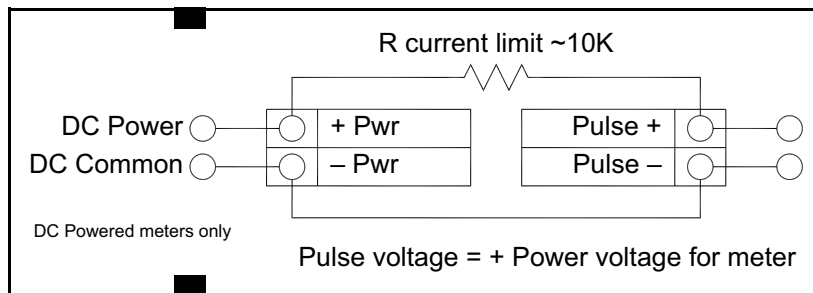 R current limit ~10K
DC Power + Pwr Pulse +
DC Common – Pwr Pulse –
DC Powered meters only
Pulse voltage = + Power voltage for meter